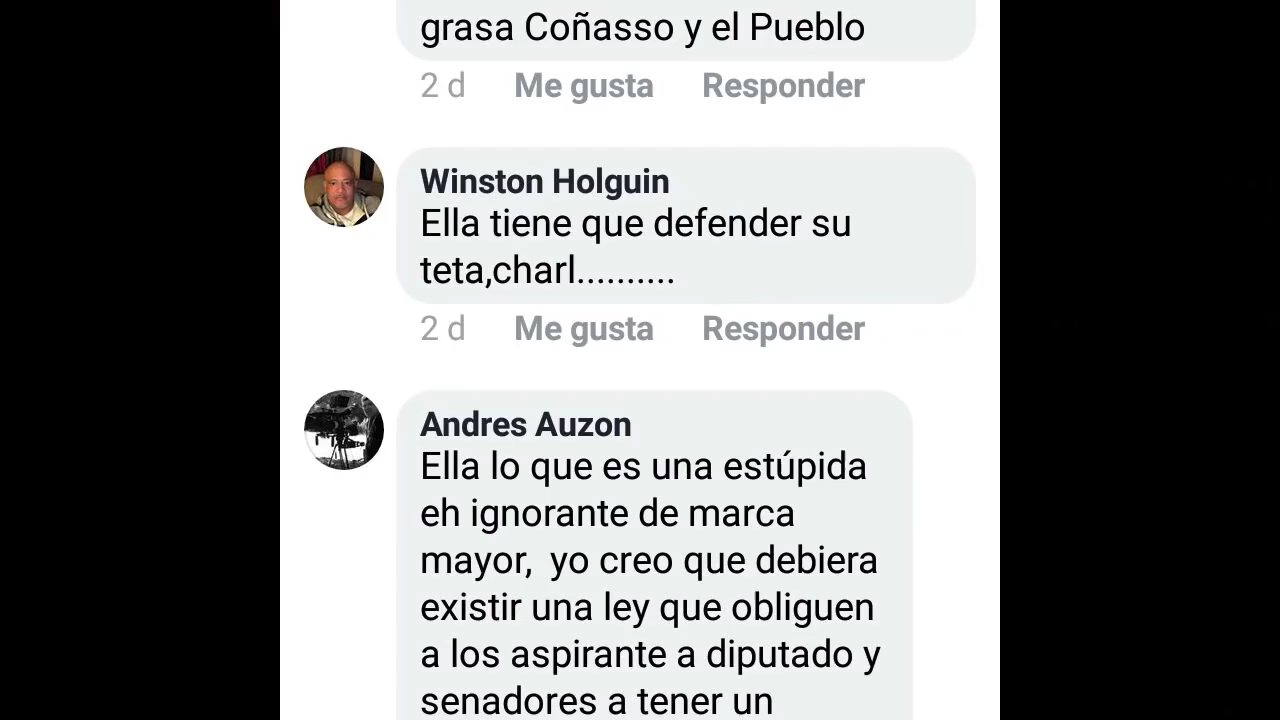 grasa Coñasso y el Pueblo
2 d Me gusta Responder
Winston Holguin
Ella tiene que defender su
teta,charl..........
2 d Me gusta Responder
Andres Auzon
Ella lo que es una estúpida
eh ignorante de marca
mayor,  yo creo que debiera
existir una ley que obliguen
a los aspirante a diputado y
senadores a tener un